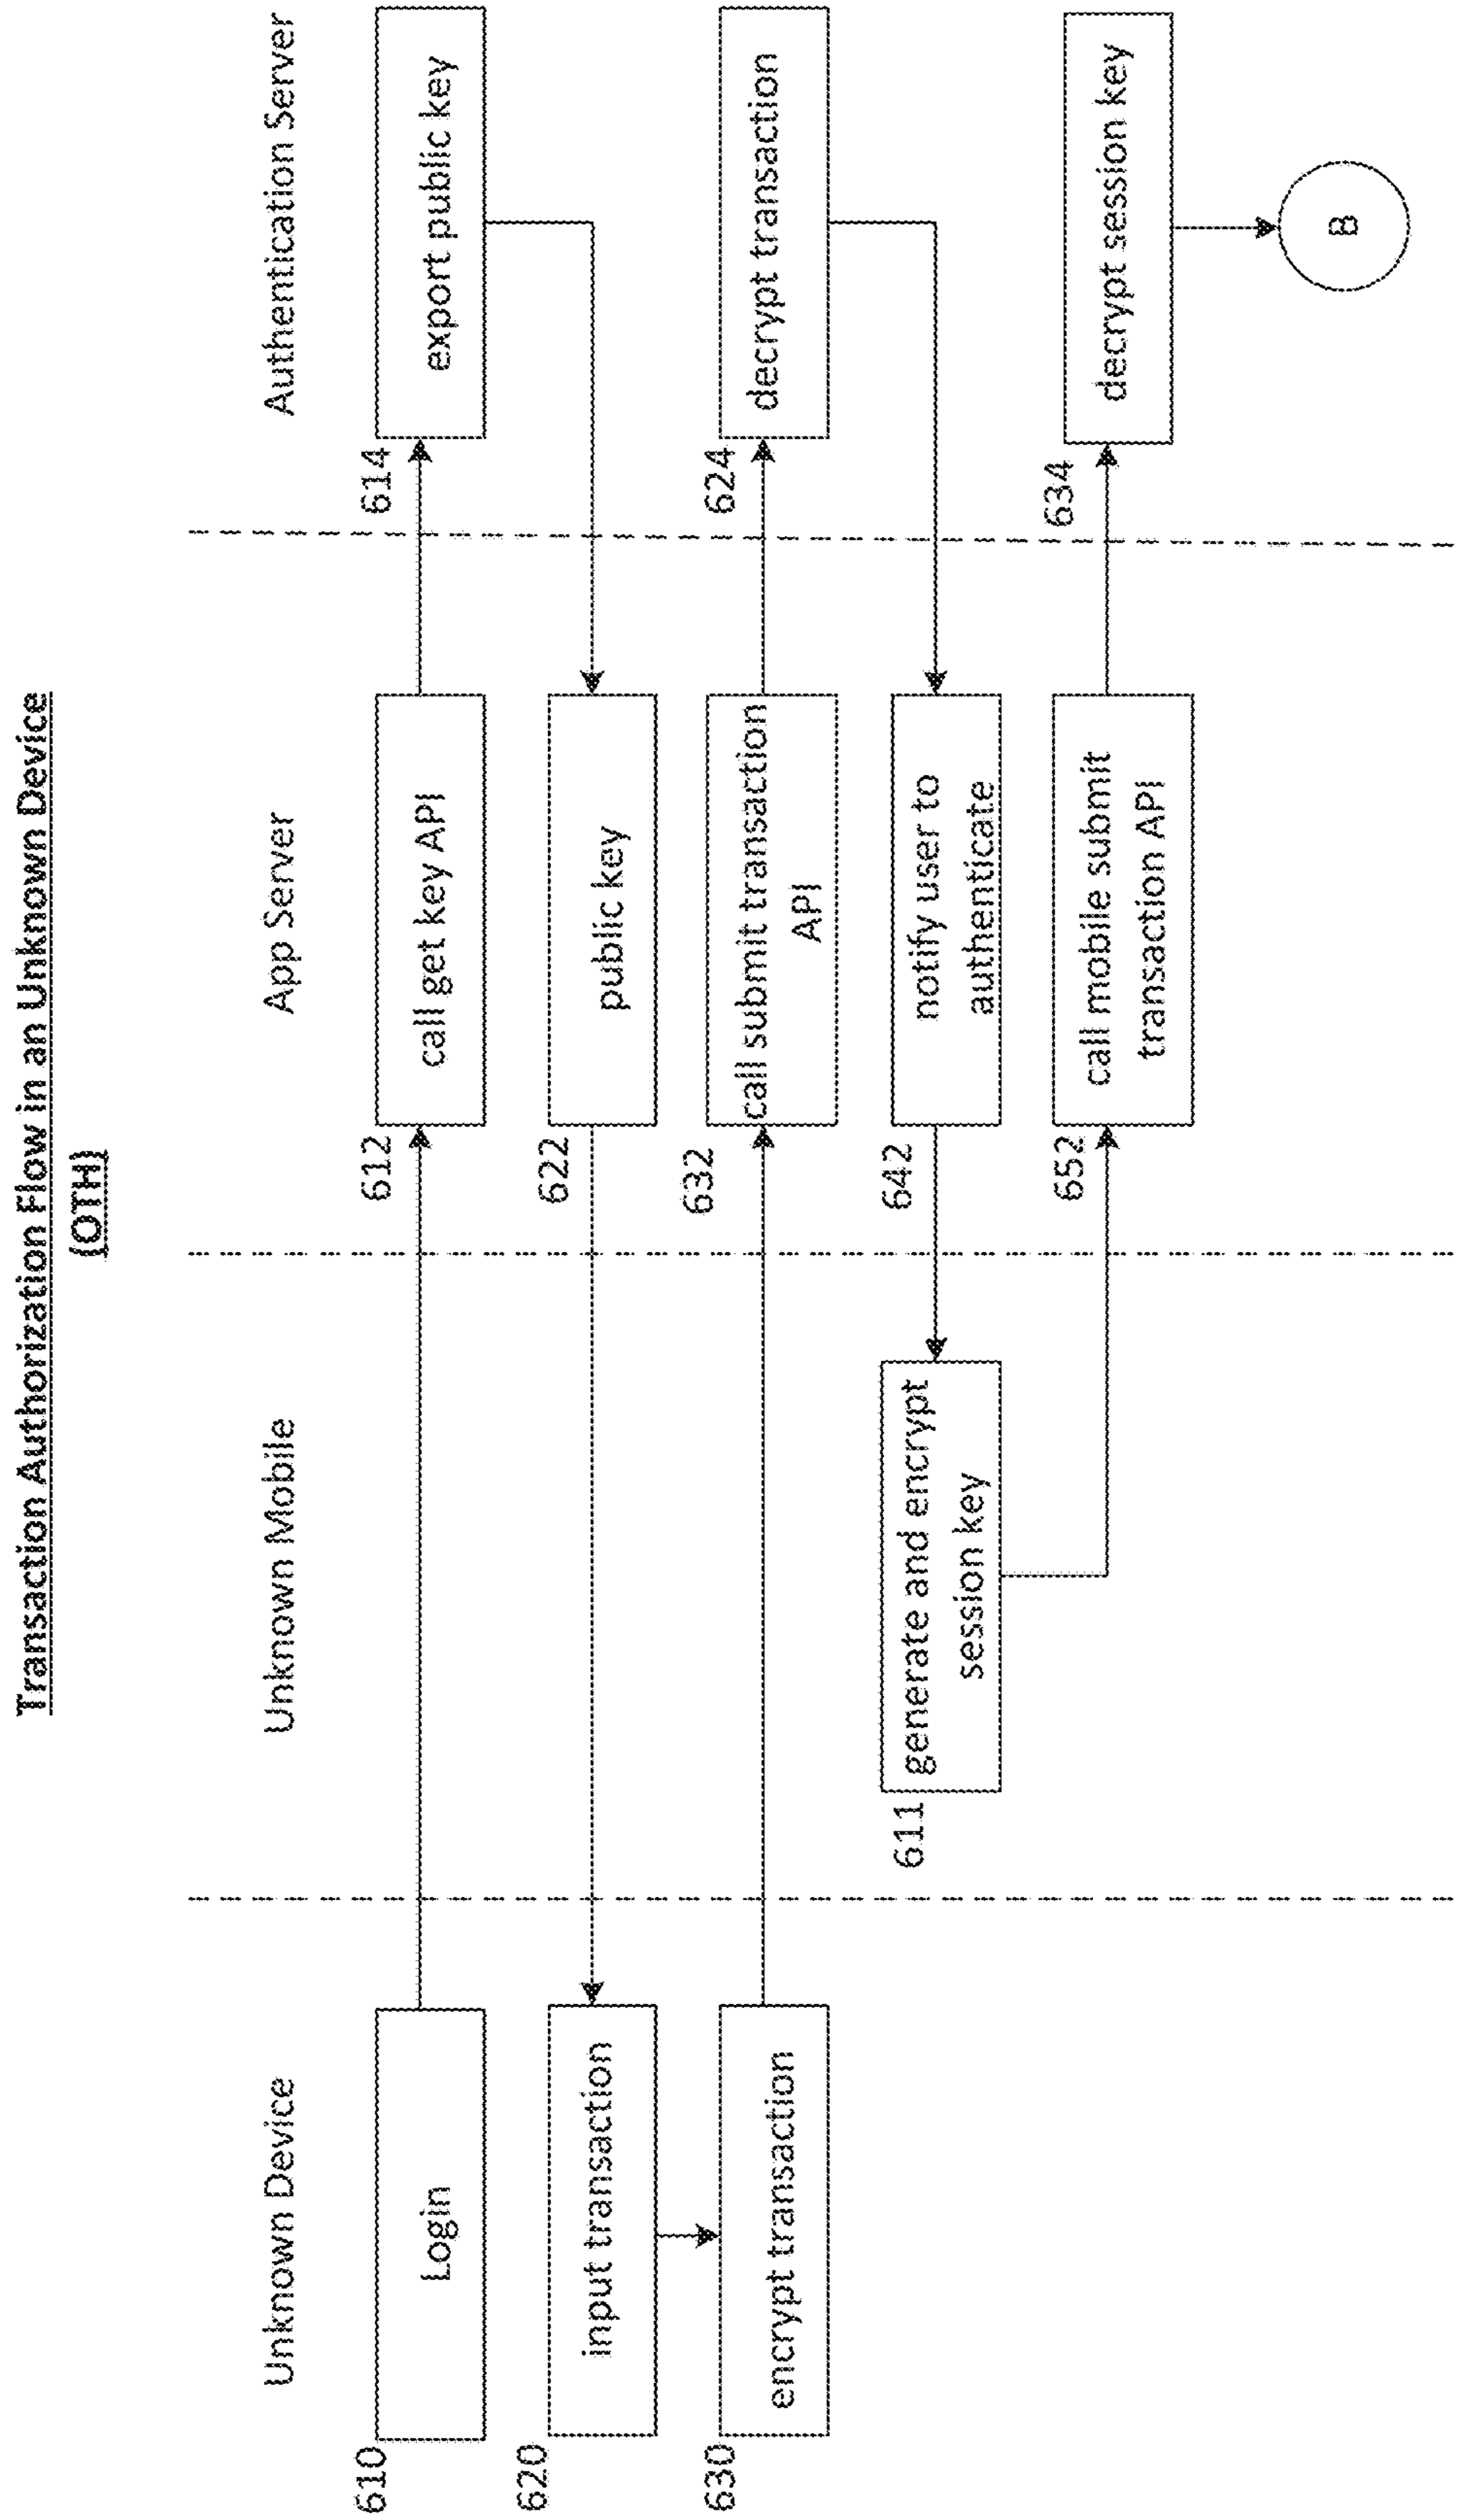 Transaction Authorization Flow in an Unknown Device
(OTH)
Unknown Device
Unknown Mobile
App Server
Authentication Server
610
Login
612
call get key API
614
export public key
620
input transaction
622
public key
630
encrypt transaction
632
call submit transaction
API
624
decrypt transaction
611
generate and encrypt
session key
642
notify user to
authenticate
652
call mobile submit
transaction API
634
decrypt session key
B